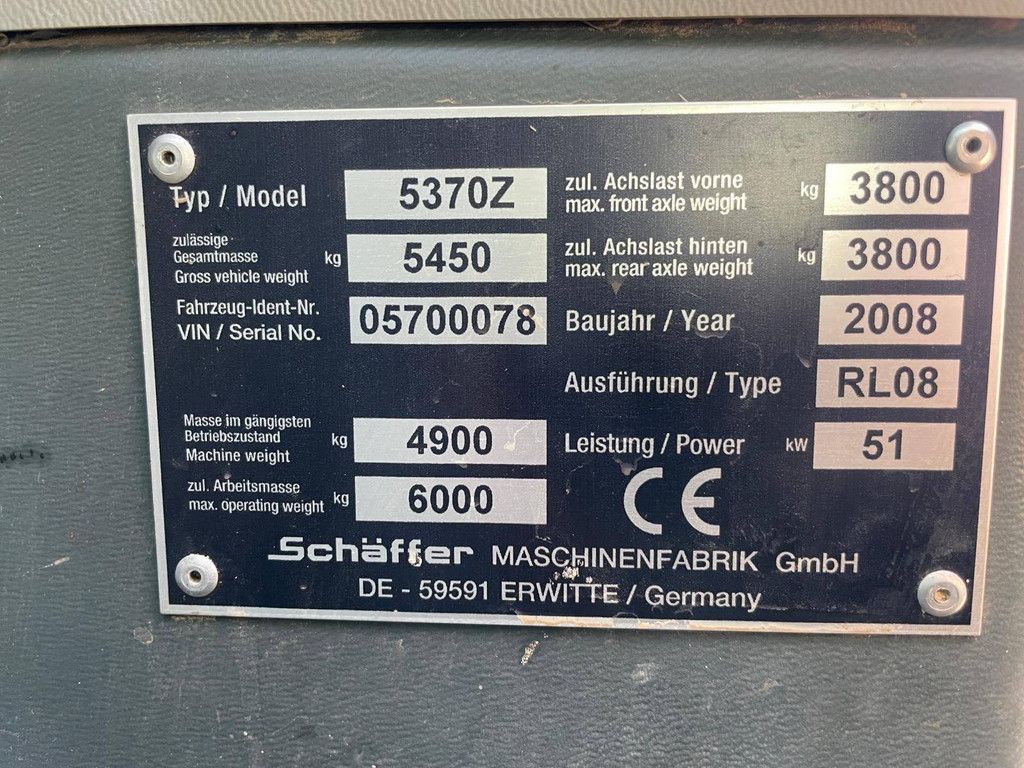 Typ / Model 5370Z
zulässige
Gesamtmasse
Gross vehicle weight kg 5450
Fahrzeug-Ident-Nr.
VIN / Serial No. 05700078
Masse im gängigsten
Betriebszustand
Machine weight kg 4900
zul. Arbeitsmasse
max. operating weight kg 6000
zul. Achslast vorne
max. front axle weight kg 3800
zul. Achslast hinten
max. rear axle weight kg 3800
Baujahr / Year 2008
Ausführung / Type RL08
Leistung / Power kW 51
CE
Schäffer MASCHINENFABRIK GmbH
DE - 59591 ERWITTE / Germany